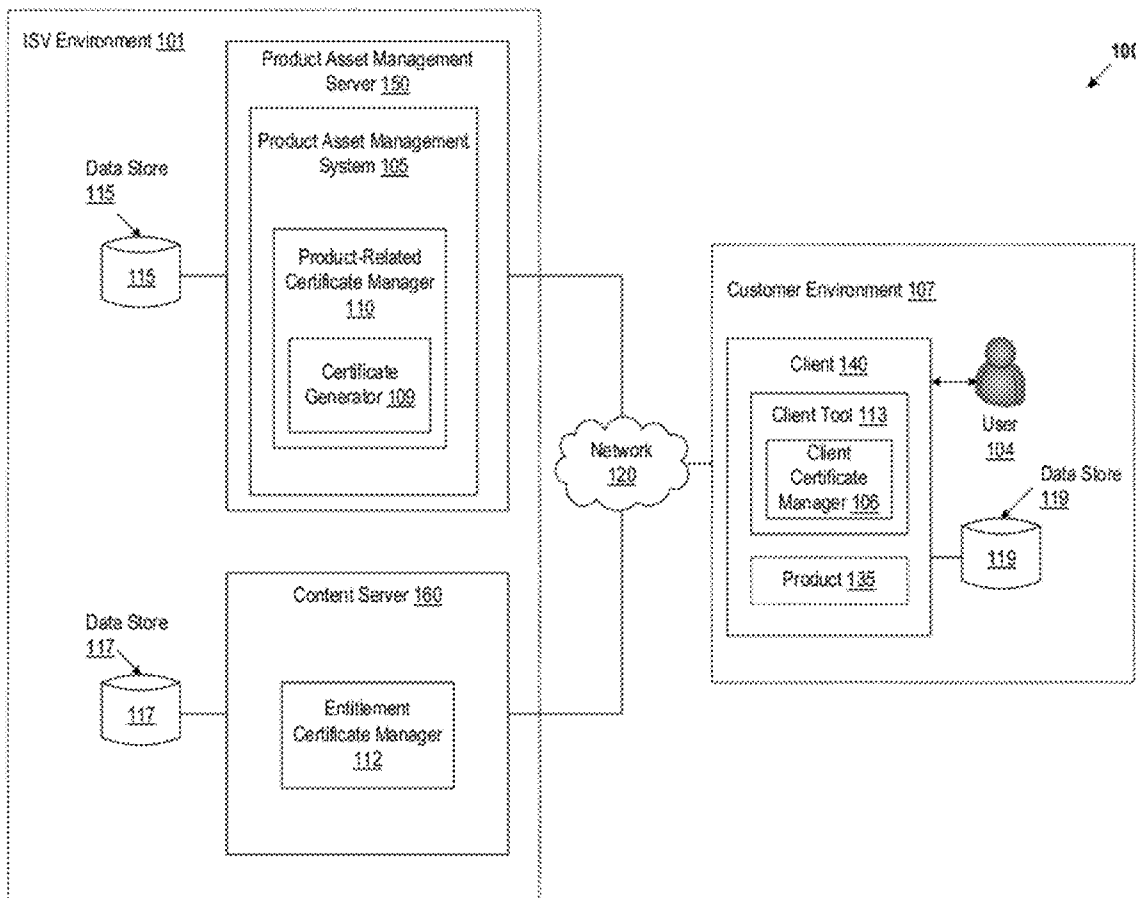 ISV Environment 101
100
Product Asset Management
Server 150
Product Asset Management
System 105
Data Store
115
115
Product-Related
Certificate Manager
110
Certificate
Generator 109
Network
120
Customer Environment 107
Client 140
Client Tool 113
Client
Certificate
Manager 106
Product 135
User
104
Data Store
119
119
Content Server 160
Data Store
117
117
Entitlement
Certificate Manager
112